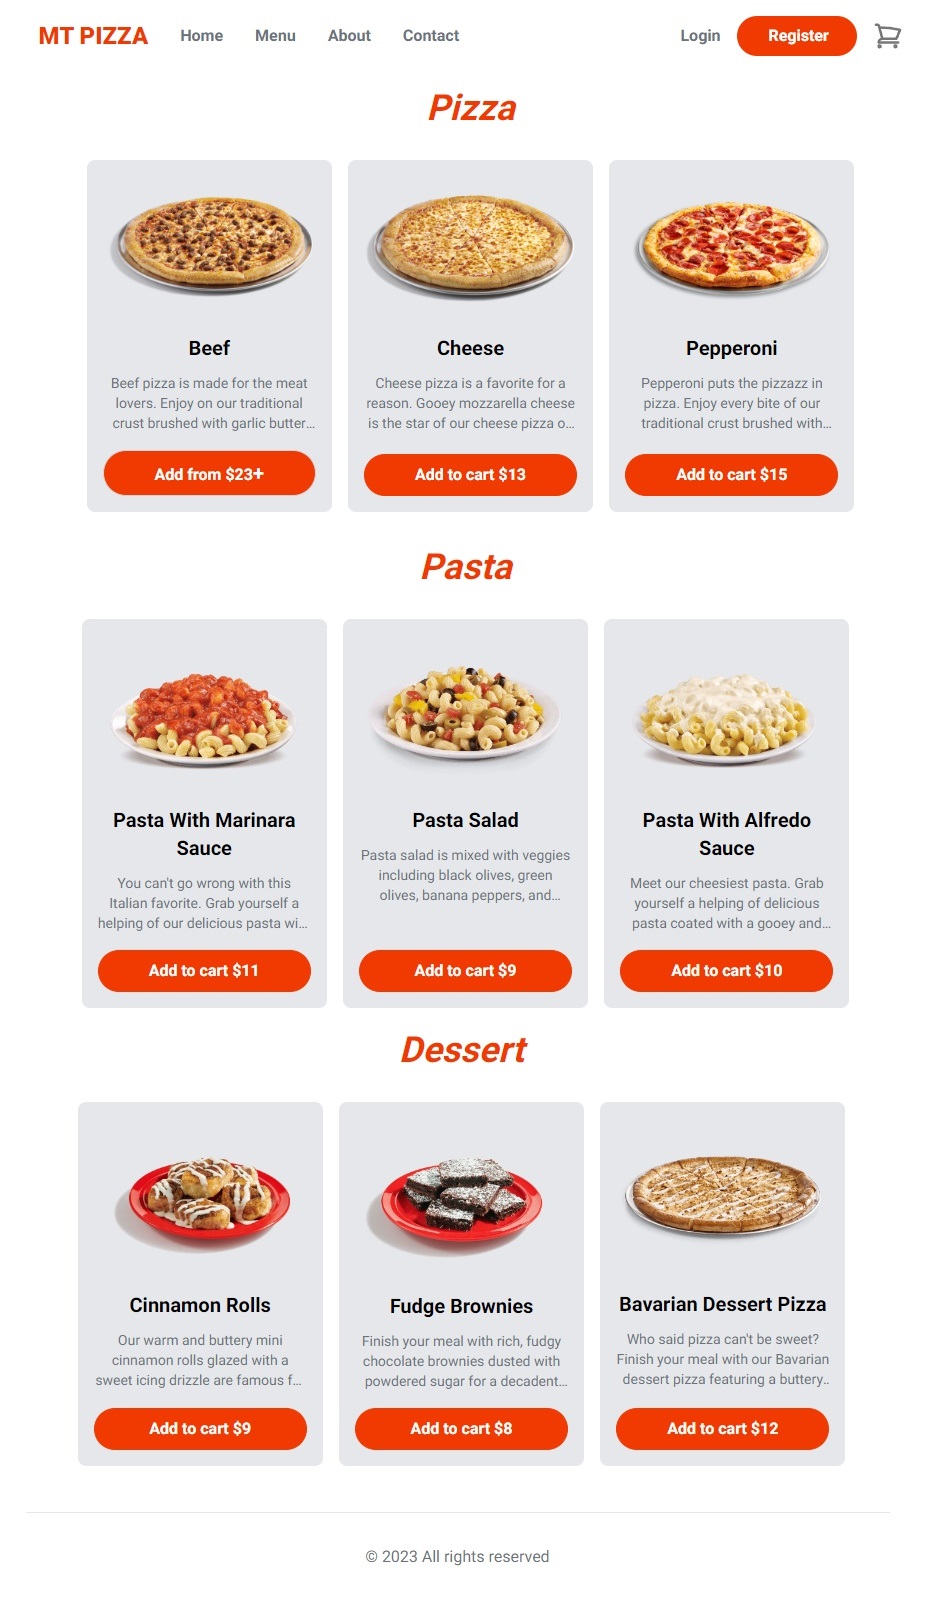 MT PIZZA Home Menu About Contact Login Register
Pizza
Beef
Beef pizza is made for the meat
lovers. Enjoy on our traditional
crust brushed with garlic butter...
Add from $23+
Cheese
Cheese pizza is a favorite for a
reason. Gooey mozzarella cheese
is the star of our cheese pizza o...
Add to cart $13
Pepperoni
Pepperoni puts the pizzazz in
pizza. Enjoy every bite of our
traditional crust brushed with...
Add to cart $15
Pasta
Pasta With Marinara
Sauce
You can't go wrong with this
Italian favorite. Grab yourself a
helping of our delicious pasta wi...
Add to cart $11
Pasta Salad
Pasta salad is mixed with veggies
including black olives, green
olives, banana peppers, and...
Add to cart $9
Pasta With Alfredo
Sauce
Meet our cheesiest pasta. Grab
yourself a helping of delicious
pasta coated with a gooey and...
Add to cart $10
Dessert
Cinnamon Rolls
Our warm and buttery mini
cinnamon rolls glazed with a
sweet icing drizzle are famous f...
Add to cart $9
Fudge Brownies
Finish your meal with rich, fudgy
chocolate brownies dusted with
powdered sugar for a decadent...
Add to cart $8
Bavarian Dessert Pizza
Who said pizza can't be sweet?
Finish your meal with our Bavarian
dessert pizza featuring a buttery..
Add to cart $12
© 2023 All rights reserved